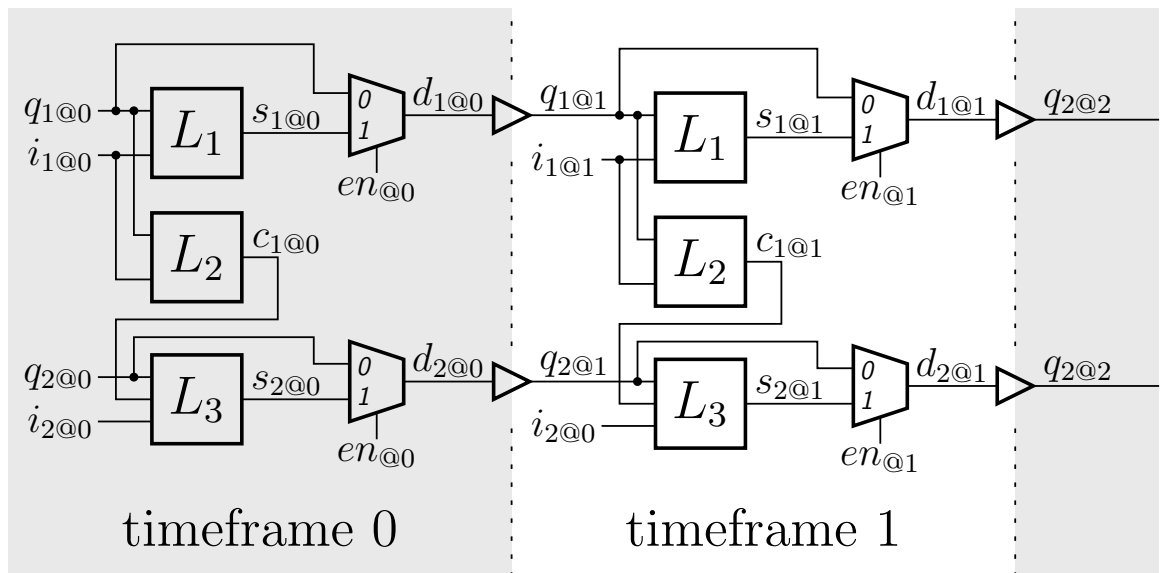 q1@0
i1@0
L1
s1@0
0
1
en@0
d1@0
L2
c1@0
q2@0
i2@0
L3
s2@0
0
1
en@0
d2@0
timeframe 0
q1@1
i1@1
L1
s1@1
0
1
en@1
d1@1
L2
c1@1
q2@1
i2@0
L3
s2@1
0
1
en@1
d2@1
timeframe 1
q2@2
q2@2